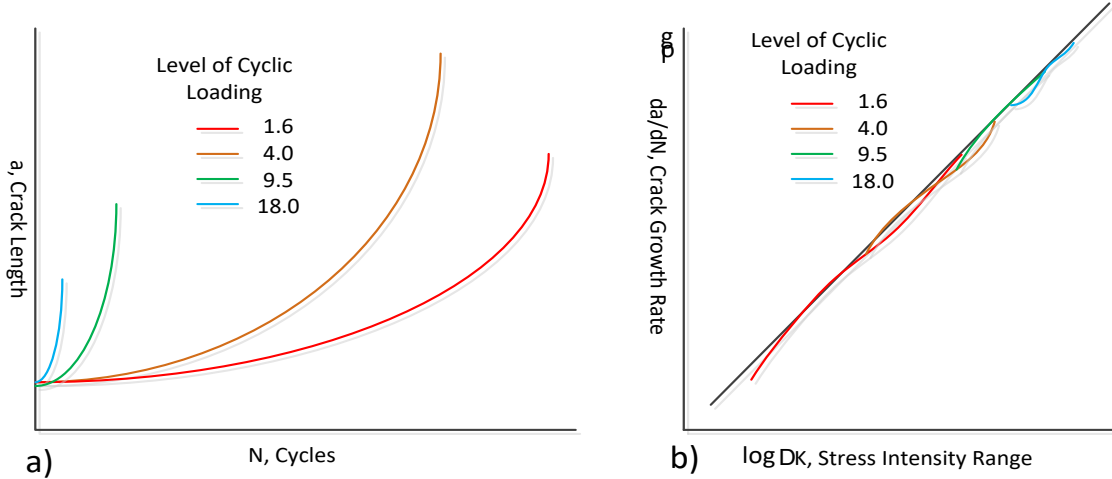 Level of Cyclic
Loading
1.6
4.0
9.5
18.0
a, Crack Length
N, Cycles
a)
Level of Cyclic
Loading
1.6
4.0
9.5
18.0
da/dN, Crack Growth Rate
log DK, Stress Intensity Range
b)